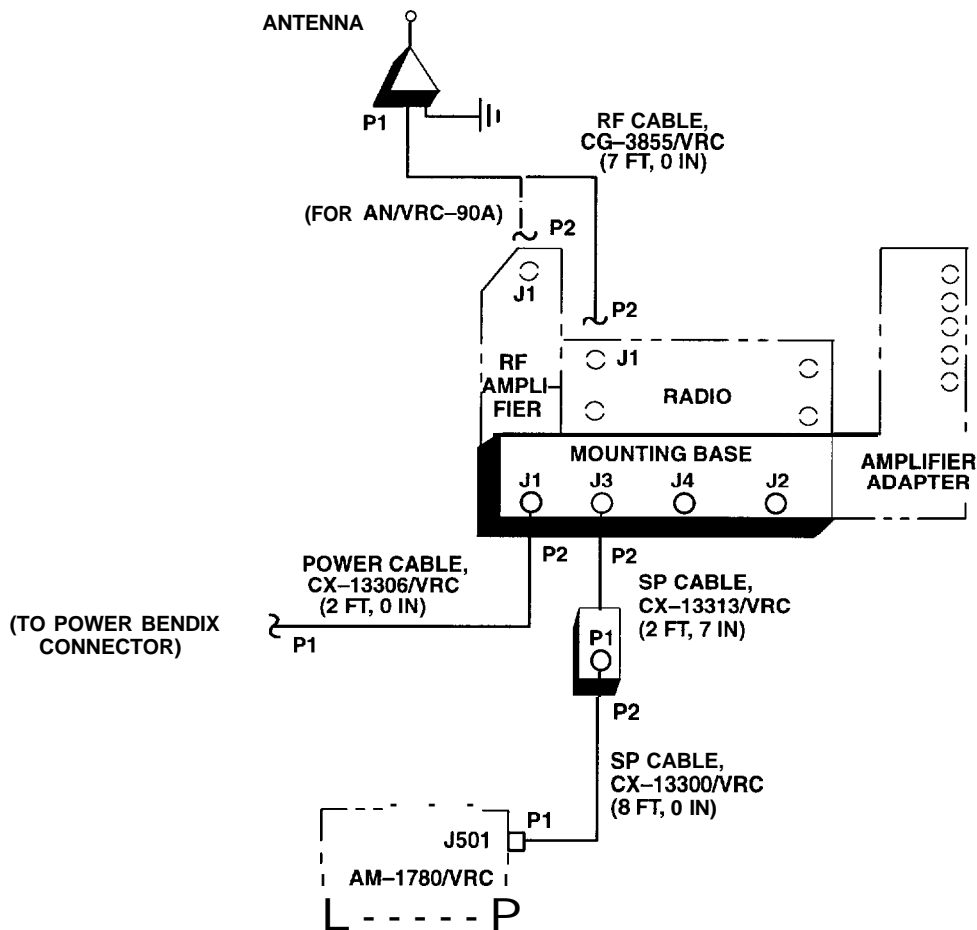 ANTENNA
P1
RF CABLE,
CG–3855/VRC
(7 FT, 0 IN)
(FOR AN/VRC–90A)
P2
J1
P2
J1
RF
AMPLI–
FIER
RADIO
MOUNTING BASE
J1
J3
J4
J2
AMPLIFIER
ADAPTER
P2
P2
POWER CABLE,
CX–13306/VRC
(2 FT, 0 IN)
(TO POWER BENDIX
CONNECTOR)
P1
SP CABLE,
CX–13313/VRC
(2 FT, 7 IN)
P1
P2
SP CABLE,
CX–13300/VRC
(8 FT, 0 IN)
P1
J501
AM–1780/VRC
L - - - - - P